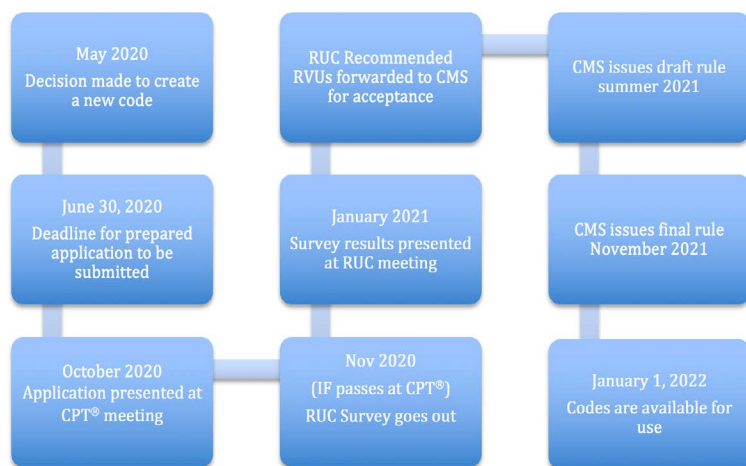 May 2020
Decision made to create
a new code
June 30, 2020
Deadline for prepared
application to be
submitted
October 2020
Application presented at
CPT® meeting
Nov 2020
(IF passes at CPT®)
RUC Survey goes out
January 2021
Survey results presented
at RUC meeting
RUC Recommended
RVUs forwarded to CMS
for acceptance
CMS issues draft rule
summer 2021
CMS issues final rule
November 2021
January 1, 2022
Codes are available for
use